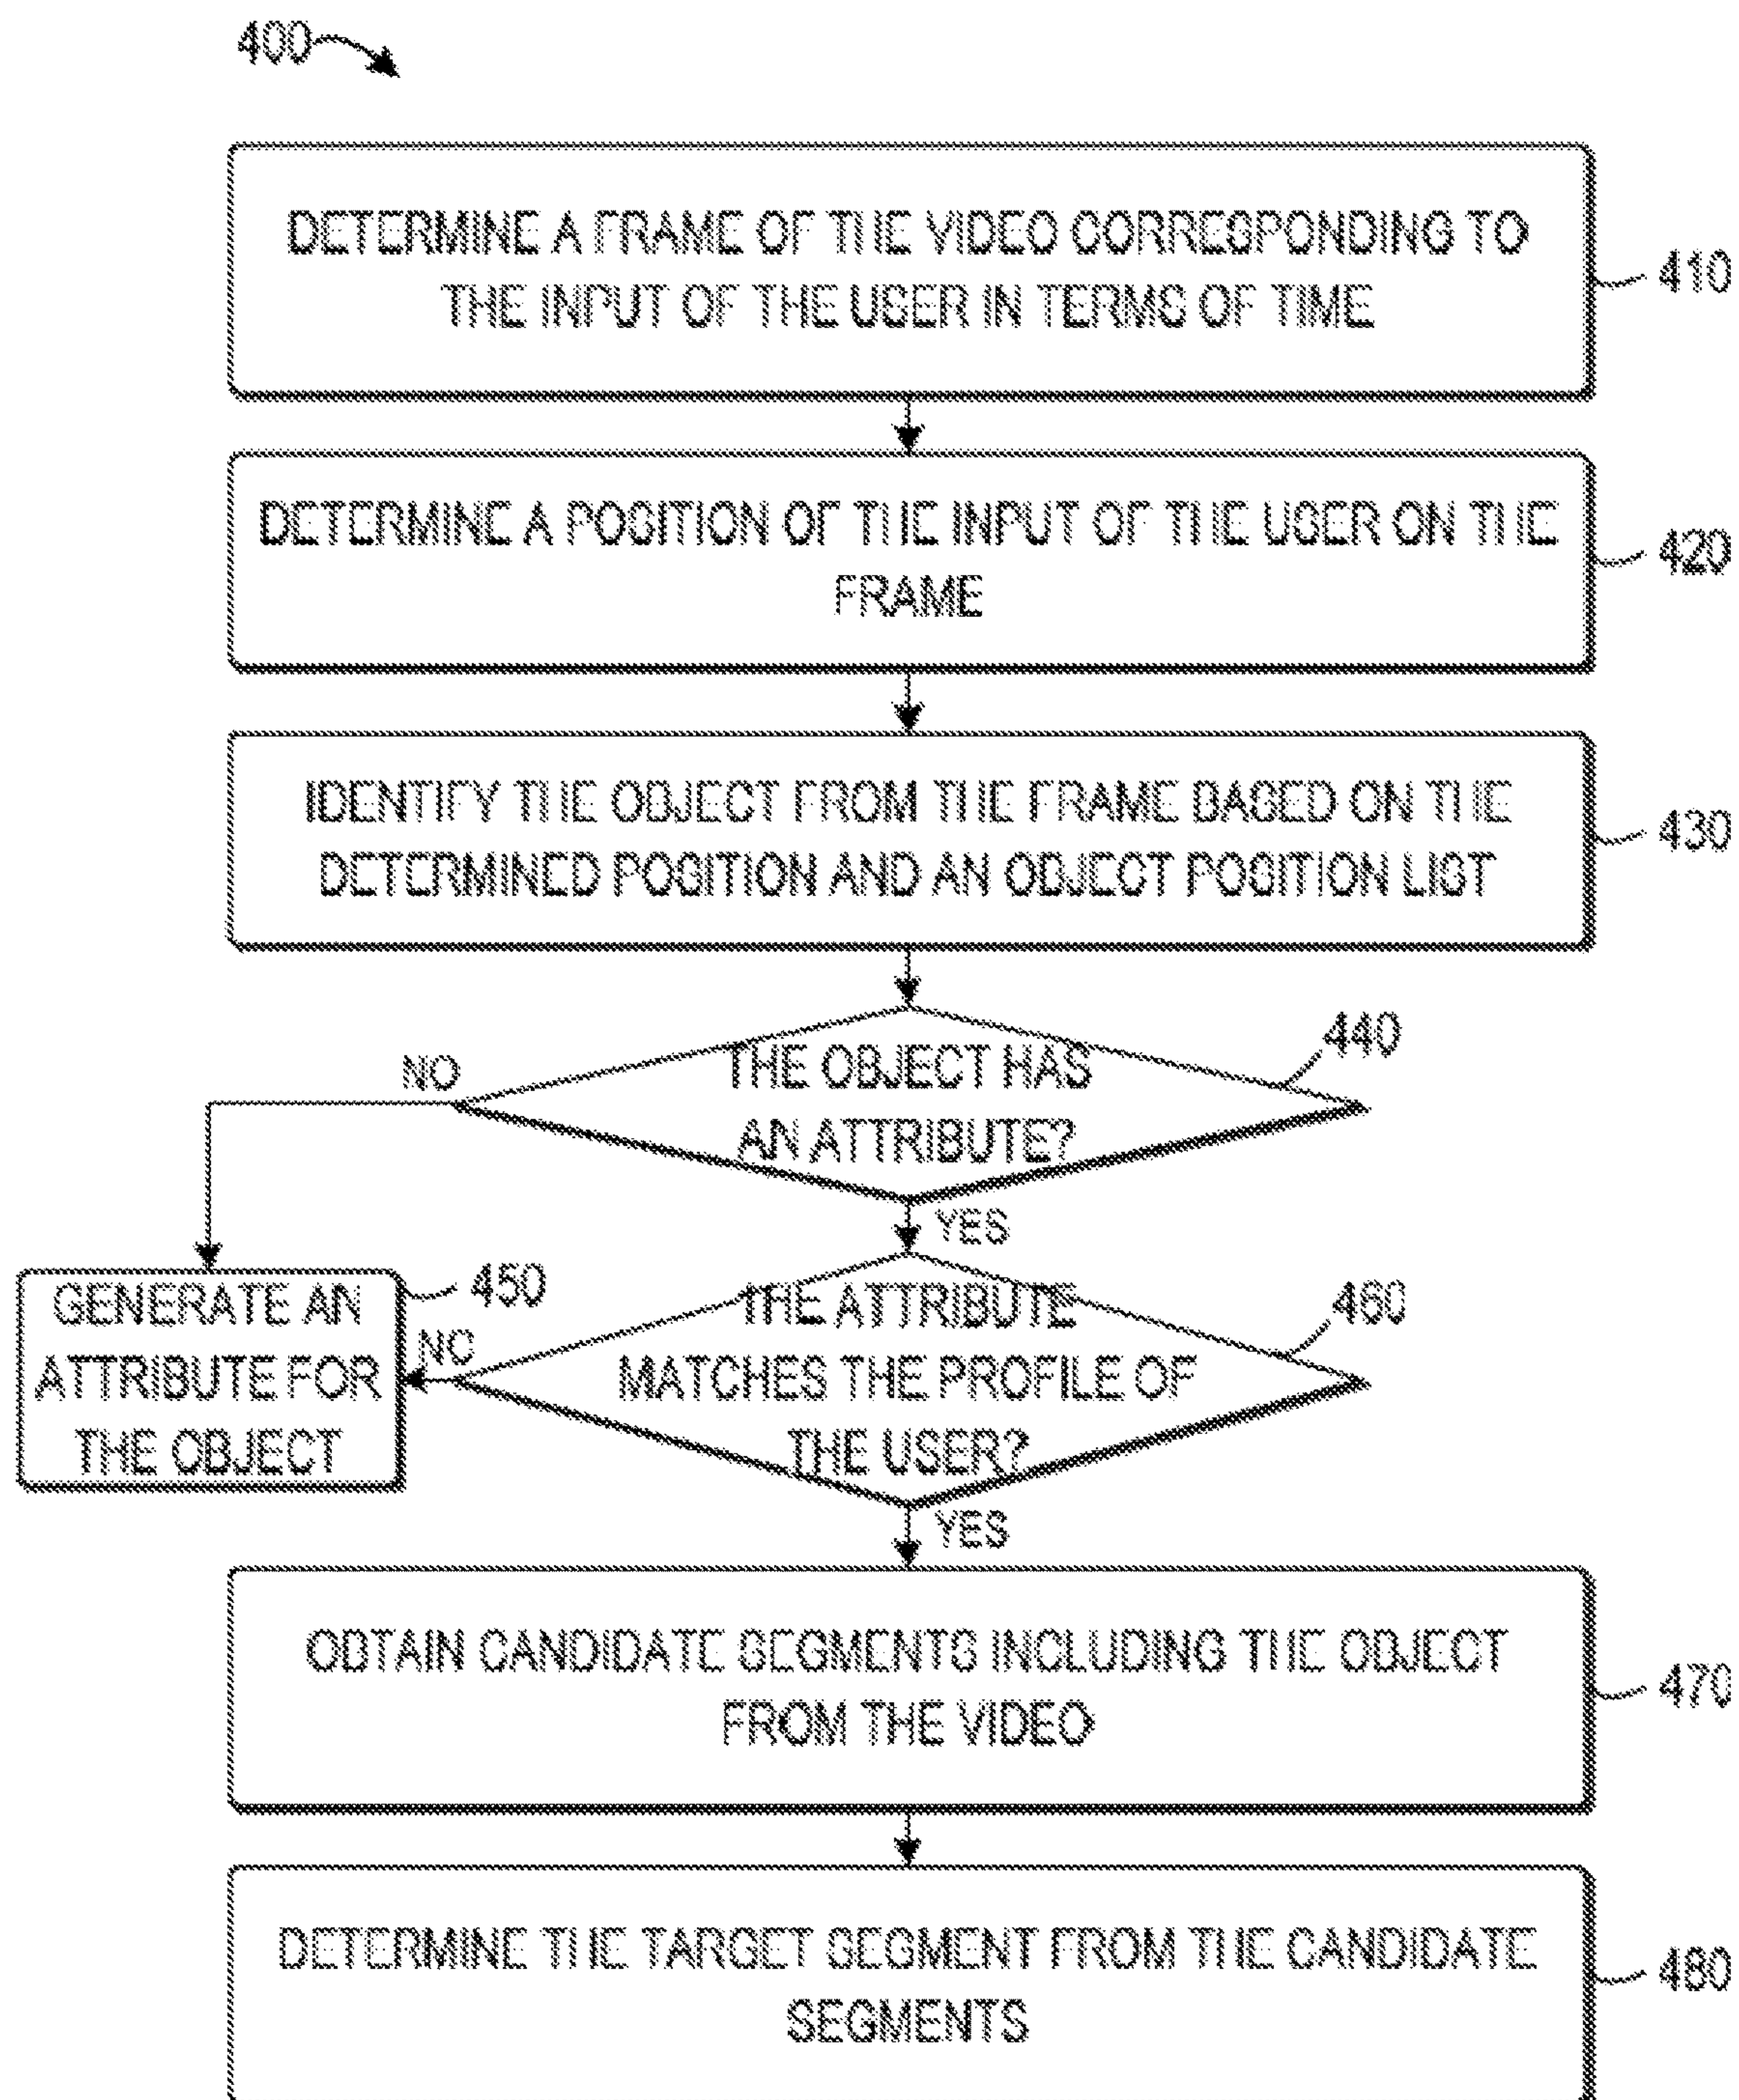 400
DETERMINE A FRAME OF THE VIDEO CORRESPONDING TO
THE INPUT OF THE USER IN TERMS OF TIME
410
DETERMINE A POSITION OF THE INPUT OF THE USER ON THE
FRAME
420
IDENTIFY THE OBJECT FROM THE FRAME BASED ON THE
DETERMINED POSITION AND AN OBJECT POSITION LIST
430
440
THE OBJECT HAS
AN ATTRIBUTE?
NO
YES
450
GENERATE AN
ATTRIBUTE FOR
THE OBJECT
NO
460
THE ATTRIBUTE
MATCHES THE PROFILE OF
THE USER?
YES
OBTAIN CANDIDATE SEGMENTS INCLUDING THE OBJECT
FROM THE VIDEO
470
DETERMINE THE TARGET SEGMENT FROM THE CANDIDATE
SEGMENTS
480